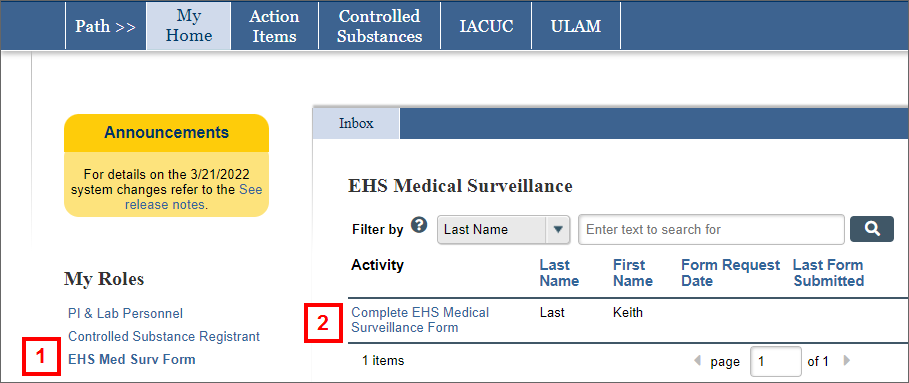 Path >>
My Home
Action Items
Controlled Substances
IACUC
ULAM
Announcements
For details on the 3/21/2022
system changes refer to the See
release notes.
My Roles
PI & Lab Personnel
Controlled Substance Registrant
1
EHS Med Surv Form
Inbox
EHS Medical Surveillance
Filter by ? Last Name Enter text to search for
Activity Last Name First Name Form Request Date Last Form Submitted
2
Complete EHS Medical Last Keith
Surveillance Form
1 items page 1 of 1